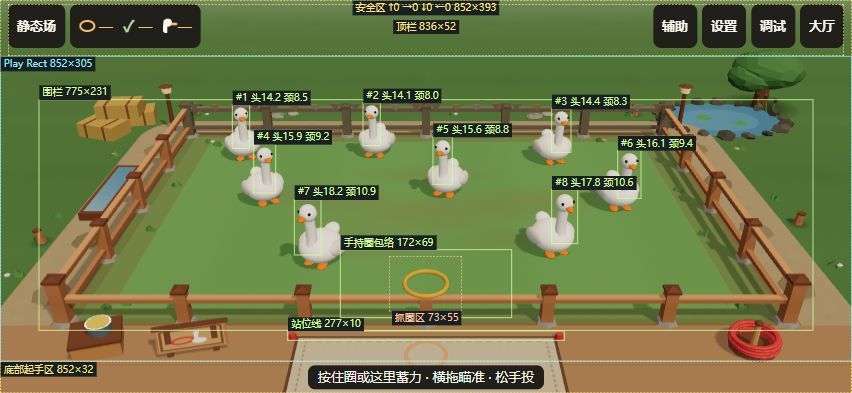 安全区 ↑0 →0 ↓0 ←0 852×393
静态场
— ✓ — —
顶栏 836×52
辅助
设置
调试
大厅
Play Rect 852×305
围栏 775×231
#1 头14.2 颈8.5
#2 头14.1 颈8.0
#3 头14.4 颈8.3
#4 头15.9 颈9.2
#5 头15.6 颈8.8
#6 头16.1 颈9.4
#7 头18.2 颈10.9
#8 头17.8 颈10.6
手持圈包络 172×69
抓圈区 73×55
站位线 277×10
底部起手区 852×32
按住圈或这里蓄力 · 横拖瞄准 · 松手投